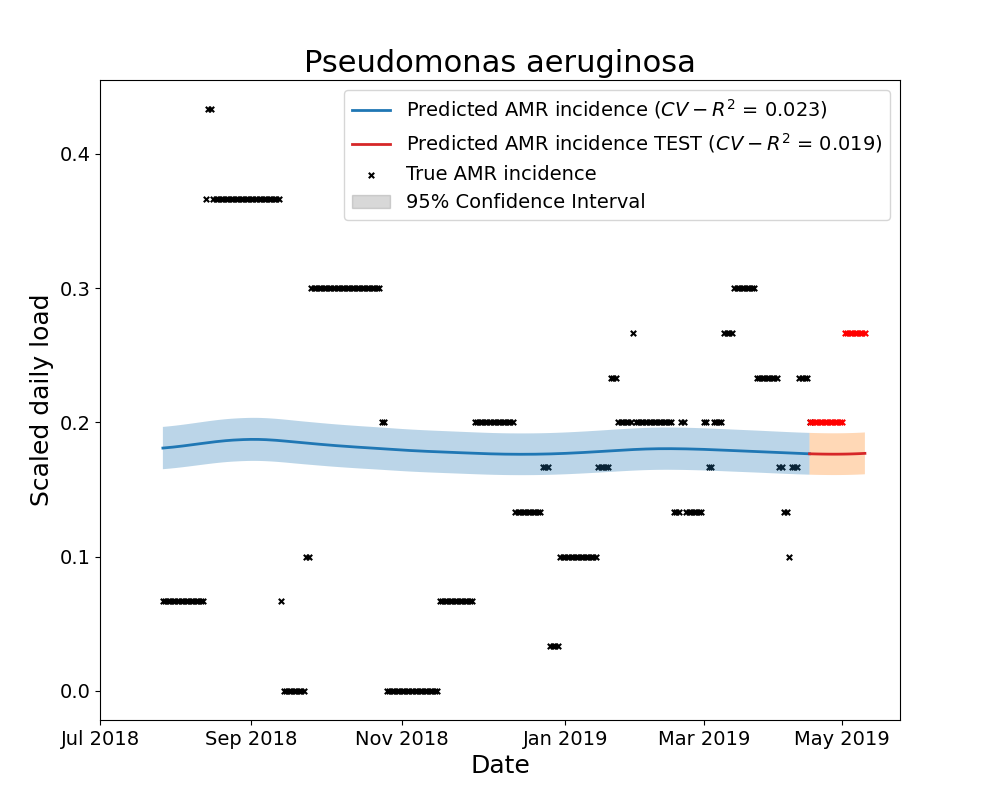 Pseudomonas aeruginosa
Predicted AMR incidence (CV − R² = 0.023)
Predicted AMR incidence TEST (CV − R² = 0.019)
True AMR incidence
95% Confidence Interval
Scaled daily load
0.4
0.3
0.2
0.1
0.0
Jul 2018 Sep 2018 Nov 2018 Jan 2019 Mar 2019 May 2019
Date